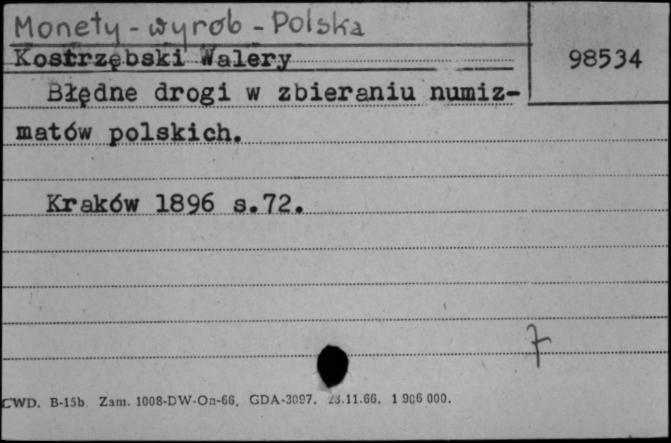 Monety - wyrób - Polska
Kostrzębski Walery
98534
Błędne drogi w zbieraniu numiz-
matów polskich.
Kraków 1896 s.72.
7
CWD. B-15b. Zam. 1008-DW-On-66. GDA-3097. 23.11.66. 1 906 000.